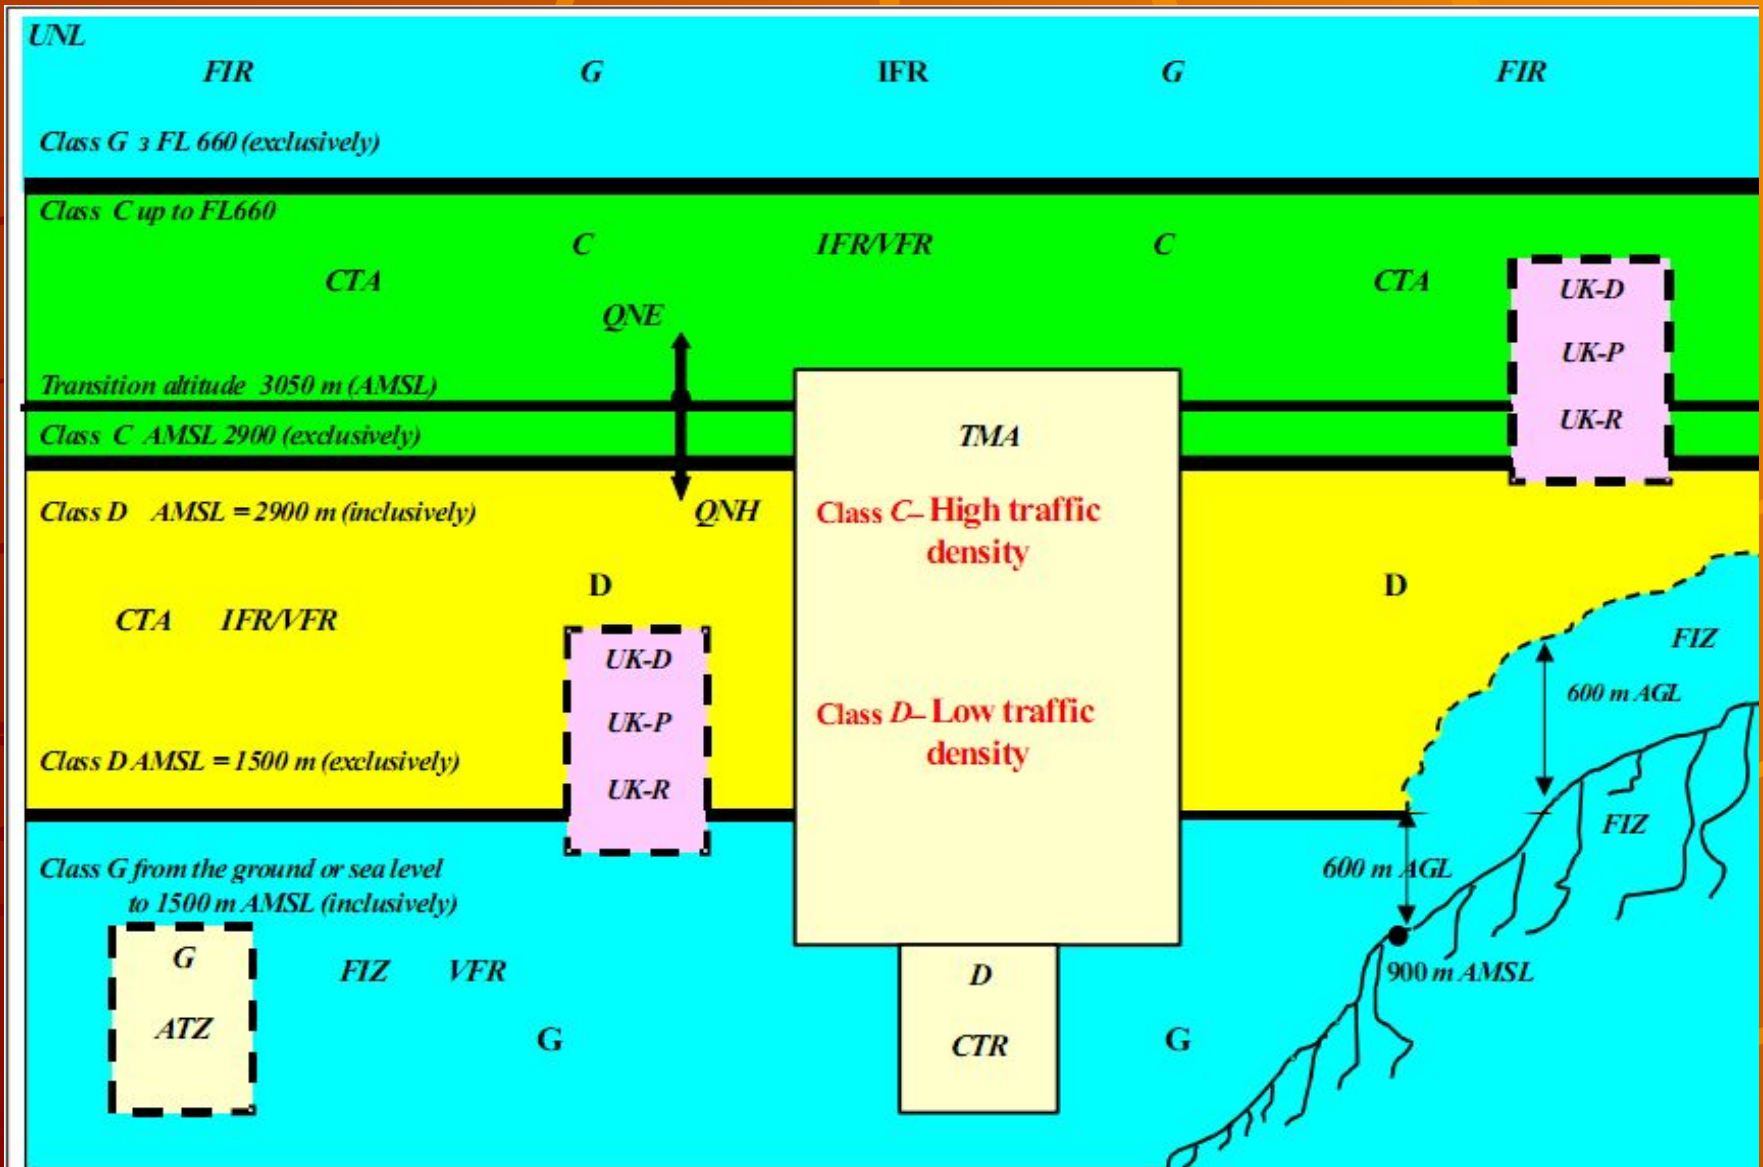 UNL
FIR G IFR G FIR
Class G з FL 660 (exclusively)
Class C up to FL660
C IFR/VFR C
CTA CTA
QNE
UK-D
UK-P
UK-R
Transition altitude 3050 m (AMSL)
Class C AMSL 2900 (exclusively)
TMA
Class D AMSL = 2900 m (inclusively)
QNH
Class C– High traffic
density
D D
CTA IFR/VFR
FIZ
UK-D
UK-P
UK-R
600 m AGL
Class D– Low traffic
density
Class D AMSL = 1500 m (exclusively)
FIZ
Class G from the ground or sea level
to 1500 m AMSL (inclusively)
600 m AGL
G
ATZ
FIZ VFR
D
CTR
900 m AMSL
G G